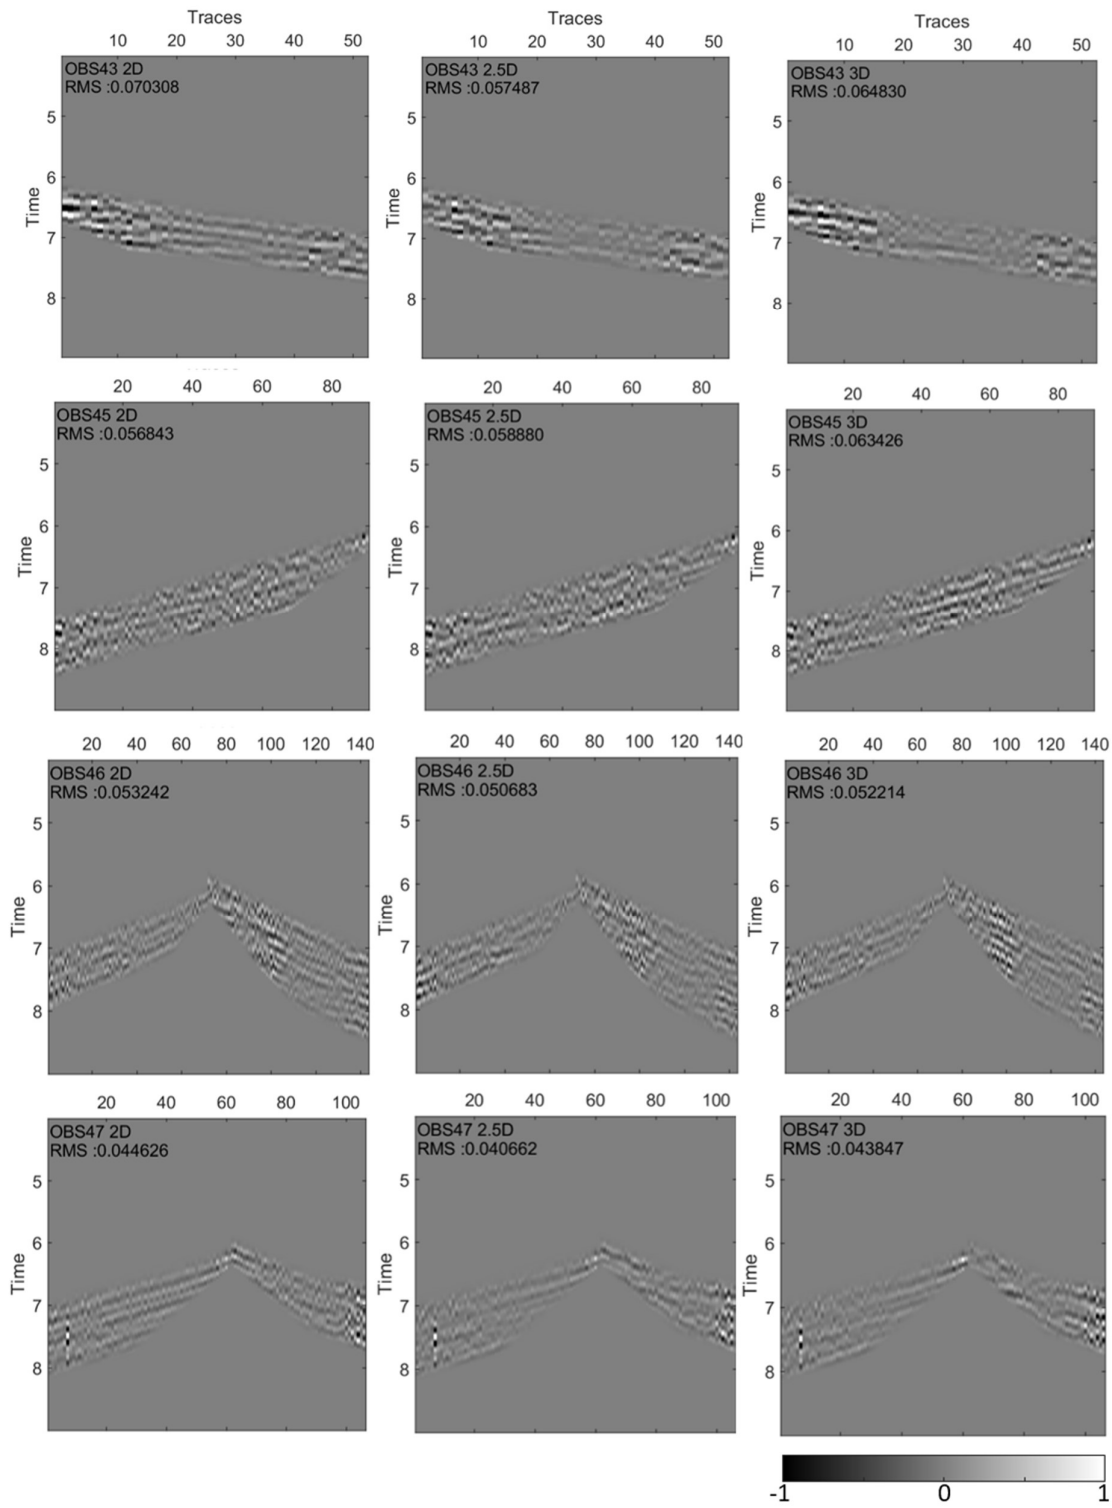 Traces Traces Traces
10 20 30 40 50 10 20 30 40 50 10 20 30 40 50
OBS43 2D OBS43 2.5D OBS43 3D
RMS :0.070308 RMS :0.057487 RMS :0.064830
5 5 5
6 6 6
Time Time Time
7 7 7
8 8 8
20 40 60 80 20 40 60 80 20 40 60 80
OBS45 2D OBS45 2.5D OBS45 3D
RMS :0.056843 RMS :0.058880 RMS :0.063426
5 5 5
6 6 6
Time Time Time
7 7 7
8 8 8
20 40 60 80 100 120 140 20 40 60 80 100 120 140 20 40 60 80 100 120 140
OBS46 2D OBS46 2.5D OBS46 3D
RMS :0.053242 RMS :0.050683 RMS :0.052214
5 5 5
6 6 6
Time Time Time
7 7 7
8 8 8
20 40 60 80 100 20 40 60 80 100 20 40 60 80 100
OBS47 2D OBS47 2.5D OBS47 3D
RMS :0.044626 RMS :0.040662 RMS :0.043847
5 5 5
6 6 6
Time Time Time
7 7 7
8 8 8
-1 0 1